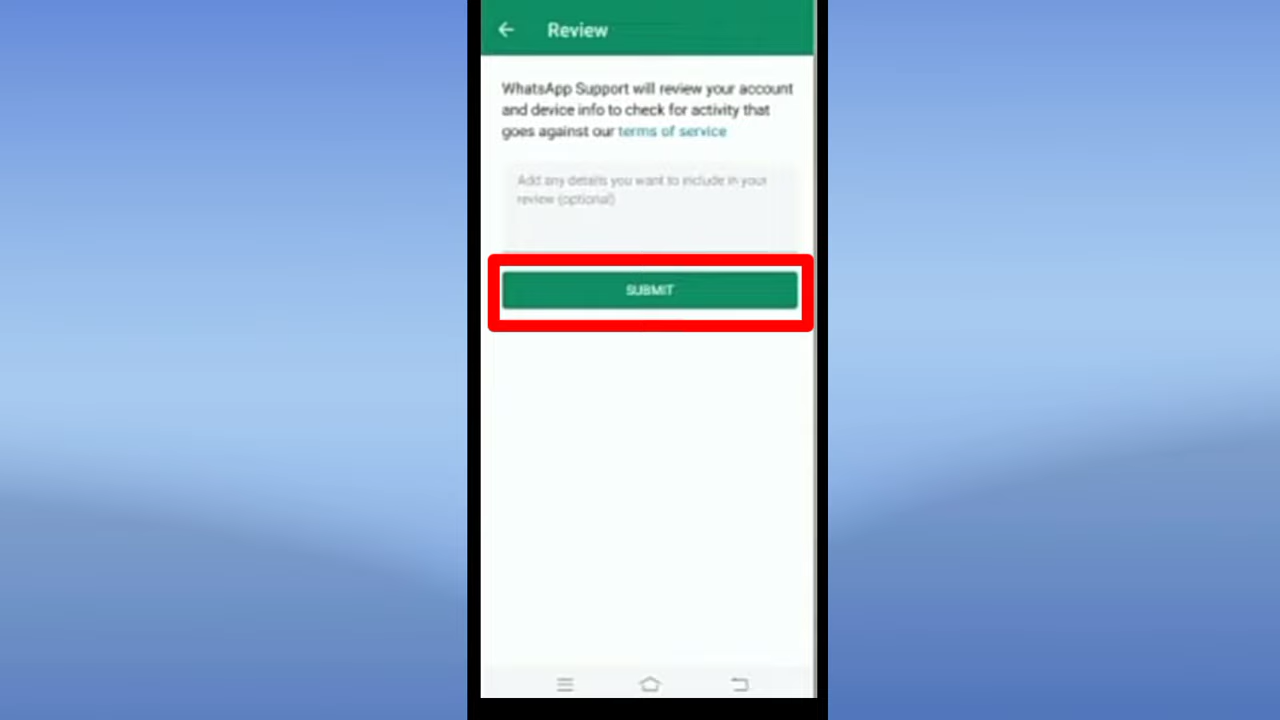 Review
WhatsApp Support will review your account
and device info to check for activity that
goes against our terms of service
Add any details you want to include in your
review (optional)
SUBMIT